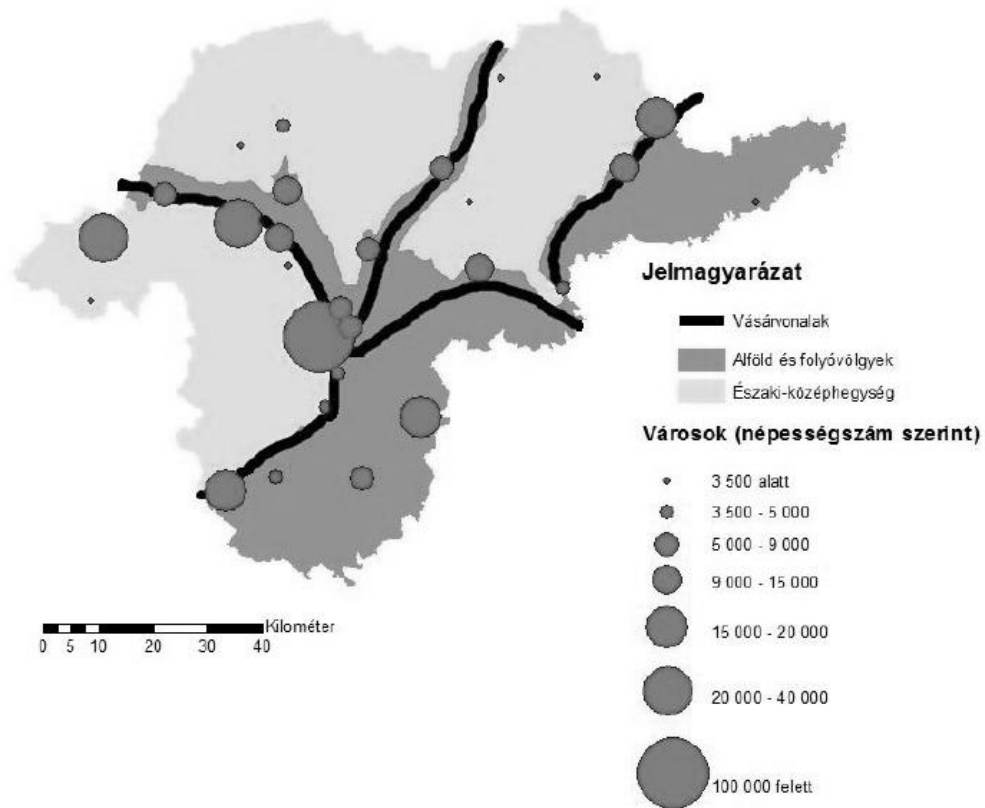 Jelmagyarázat
Vásárvonalak
Alföld és folyóvölgyek
Északi-középhegység
Városok (népességszám szerint)
3 500 alatt
3 500 - 5 000
5 000 - 9 000
9 000 - 15 000
15 000 - 20 000
20 000 - 40 000
100 000 felett
Kilométer
0 5 10 20 30 40